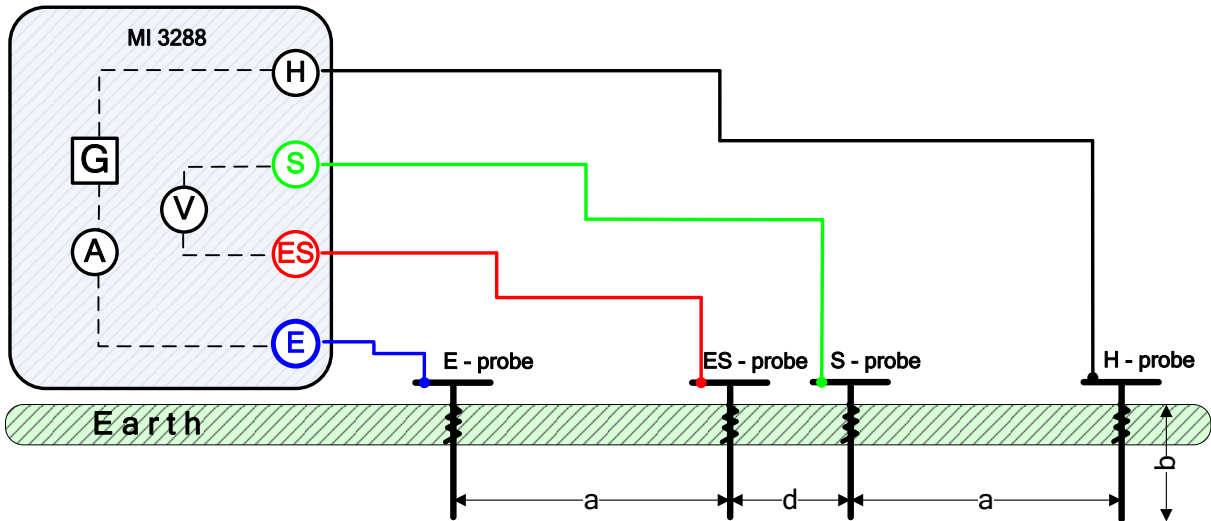 MI 3288
H
G
S
V
A
ES
E
E - probe
ES - probe
S - probe
H - probe
Earth
a
d
a
b